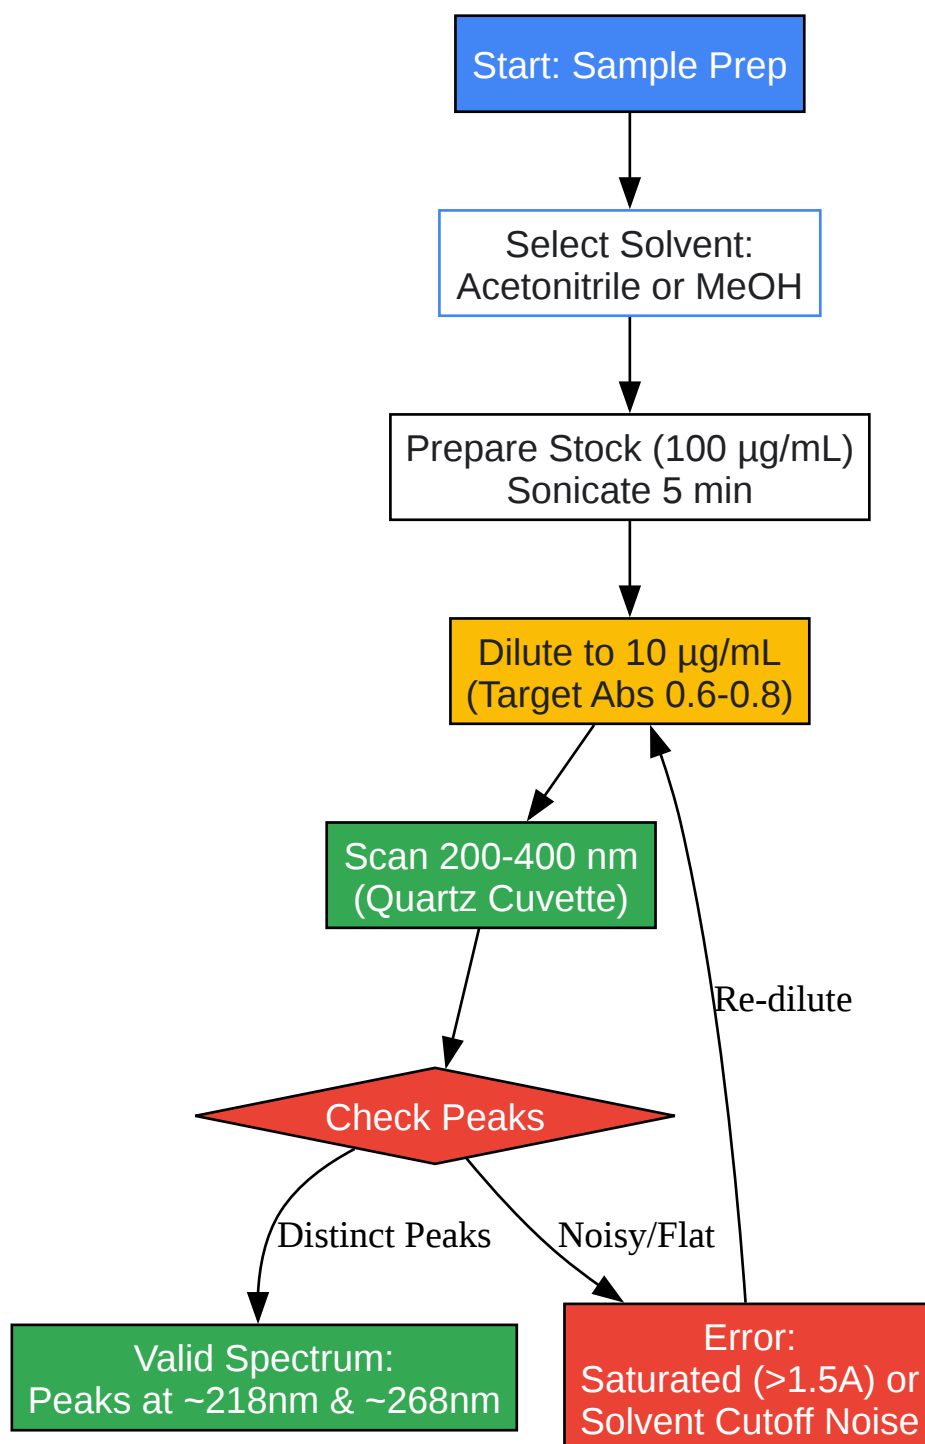 Start: Sample Prep
Select Solvent:
Acetonitrile or MeOH
Prepare Stock (100 µg/mL)
Sonicate 5 min
Dilute to 10 µg/mL
(Target Abs 0.6-0.8)
Scan 200-400 nm
(Quartz Cuvette)
Re-dilute
Check Peaks
Distinct Peaks
Noisy/Flat
Valid Spectrum:
Peaks at ~218nm & ~268nm
Error:
Saturated (>1.5A) or
Solvent Cutoff Noise